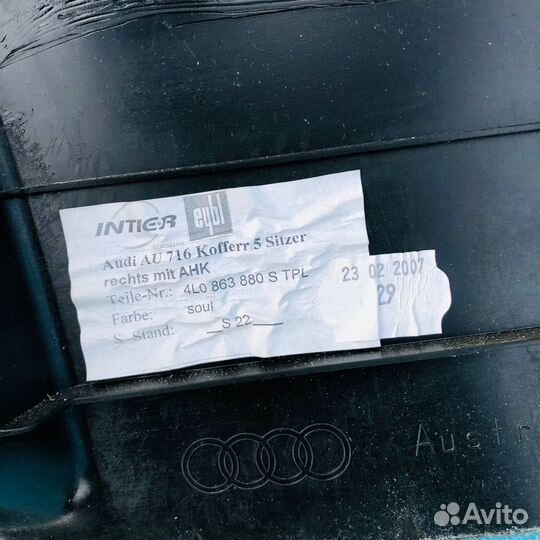 INTIER eybl
Audi AU 716 Kofferr 5 Sitzer
rechts mit AHK
Teile-Nr.: 4L0 863 880 S TPL
Farbe: soul
S. Stand: S 22
23 02 2007
29
Austr
Avito